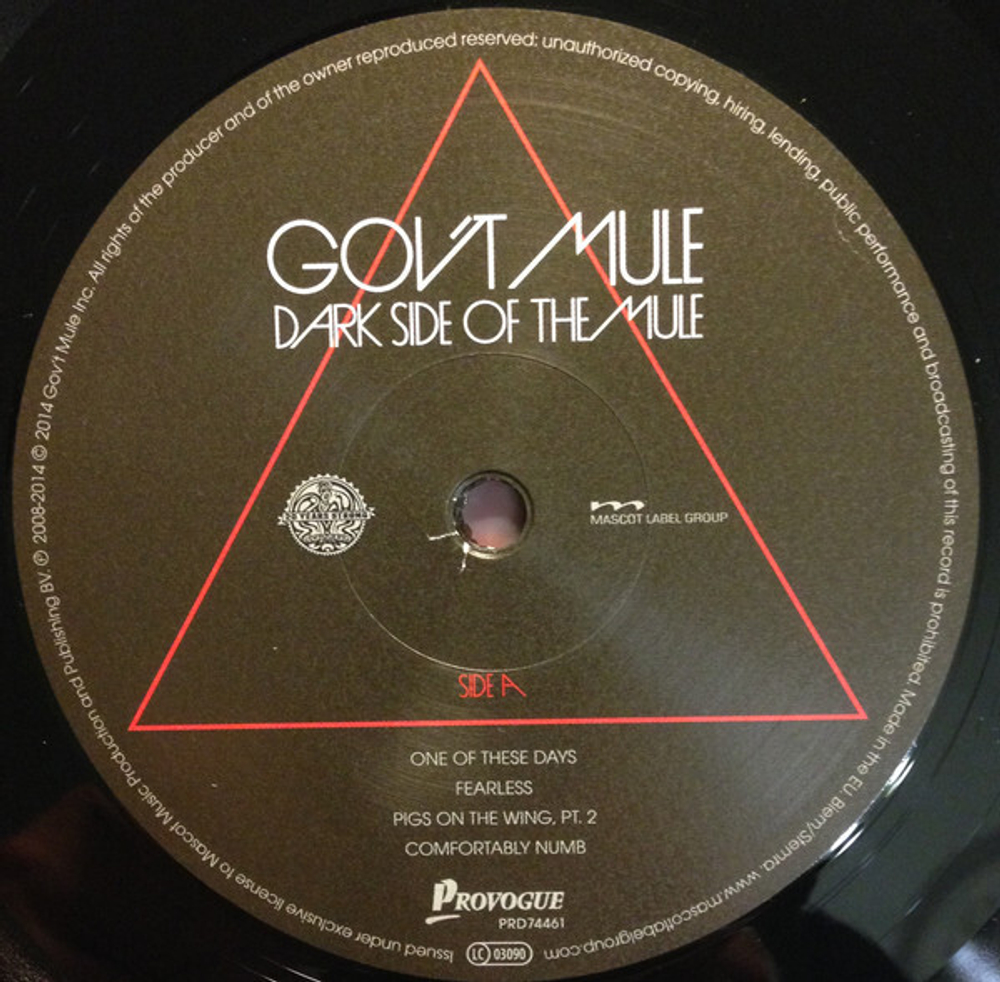 GOV'T MULE
DARK SIDE OF THE MULE
20 YEARS STRONG
MASCOT LABEL GROUP
SIDE A
ONE OF THESE DAYS
FEARLESS
PIGS ON THE WING, PT. 2
COMFORTABLY NUMB
PROVOGUE
PRD74461
LC 03090
Issued under exclusive license to Mascot Music Production and Publishing BV. ℗ 2008-2014 © 2014 Gov't Mule Inc. All rights of the producer and of the owner reproduced reserved: unauthorized copying, hiring, lending, public performance and broadcasting of this record is prohibited. Made in the EU. Biem/Stemra. www.mascotlabelgroup.com